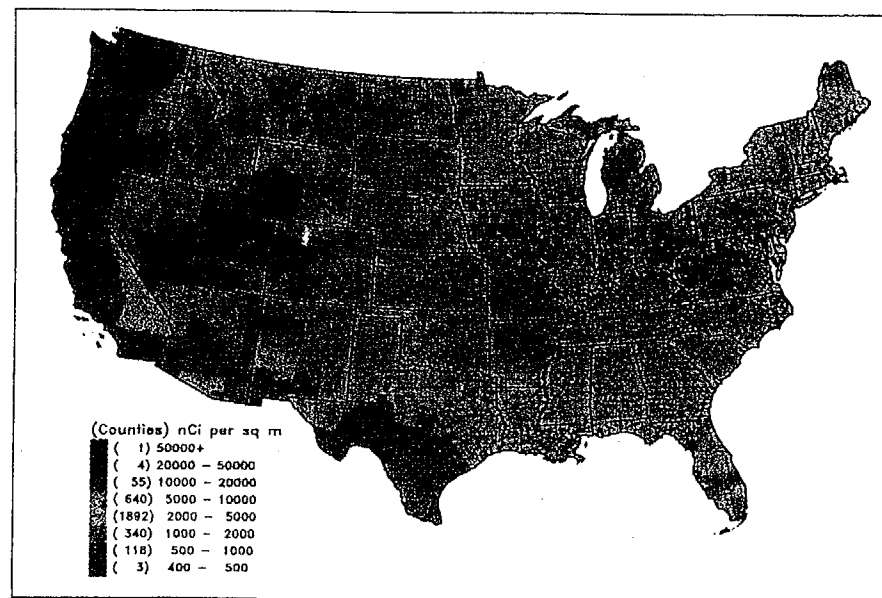 (Counties) nCi per sq m
( 1) 50000+
( 4) 20000 - 50000
( 55) 10000 - 20000
( 640) 5000 - 10000
(1892) 2000 - 5000
( 340) 1000 - 2000
( 118) 500 - 1000
( 3) 400 - 500